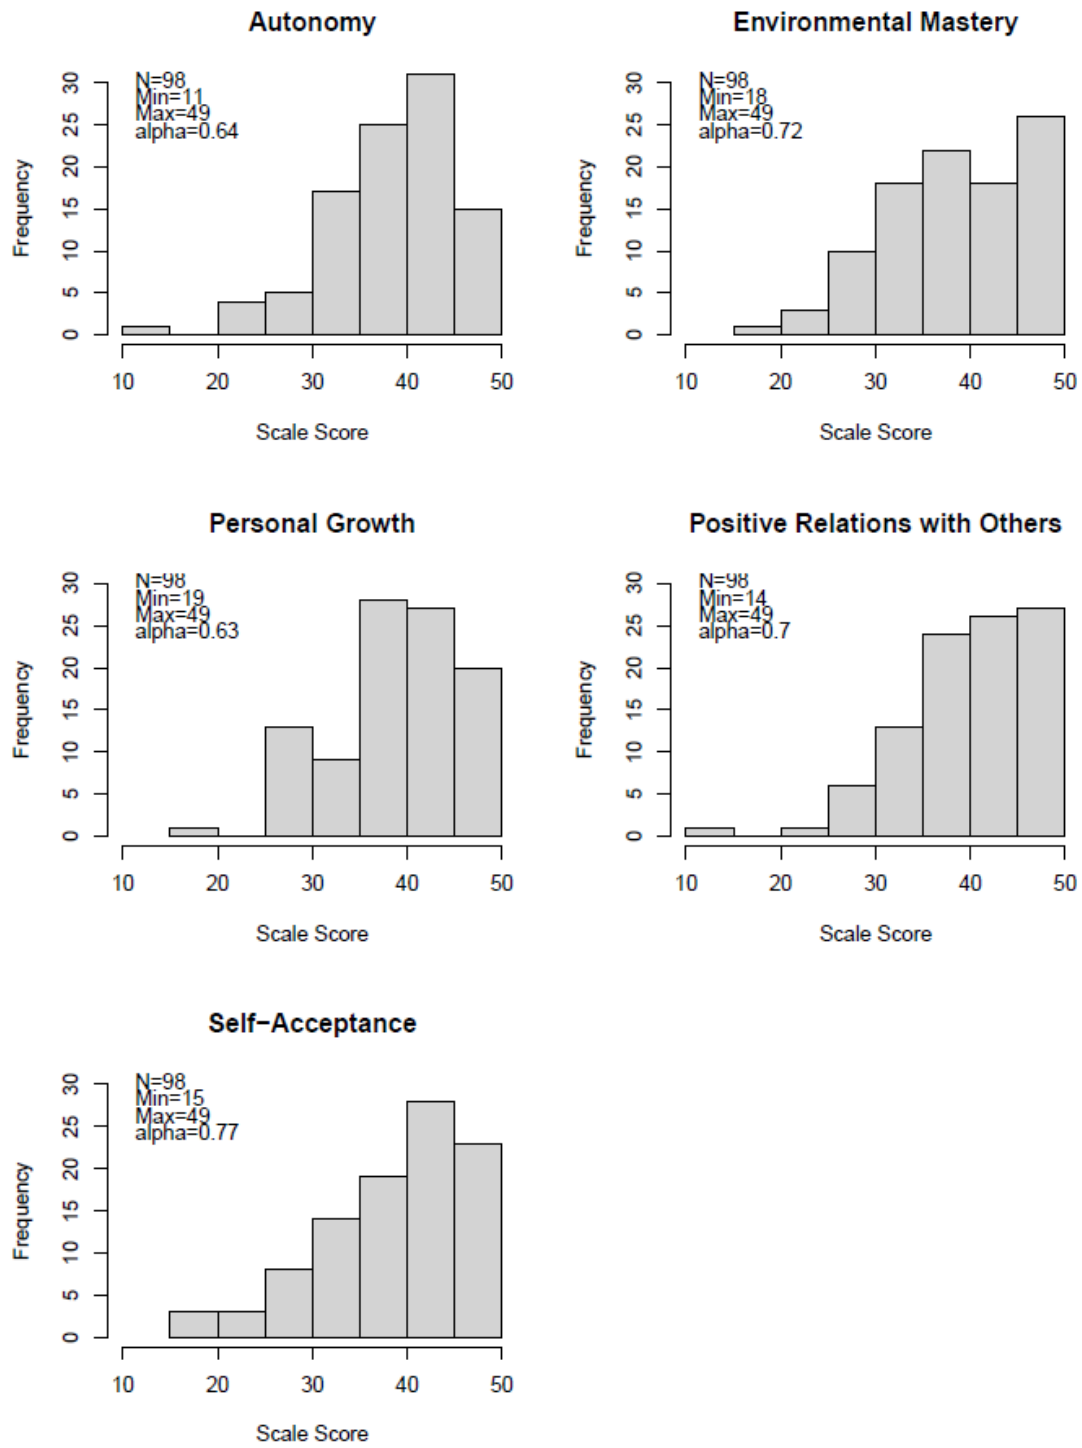 Autonomy
N=98
Min=11
Max=49
alpha=0.64
Frequency
0 5 10 15 20 25 30
10 20 30 40 50
Scale Score
Environmental Mastery
N=98
Min=18
Max=49
alpha=0.72
Frequency
0 5 10 15 20 25 30
10 20 30 40 50
Scale Score
Personal Growth
N=98
Min=19
Max=49
alpha=0.63
Frequency
0 5 10 15 20 25 30
10 20 30 40 50
Scale Score
Positive Relations with Others
N=98
Min=14
Max=49
alpha=0.7
Frequency
0 5 10 15 20 25 30
10 20 30 40 50
Scale Score
Self−Acceptance
N=98
Min=15
Max=49
alpha=0.77
Frequency
0 5 10 15 20 25 30
10 20 30 40 50
Scale Score